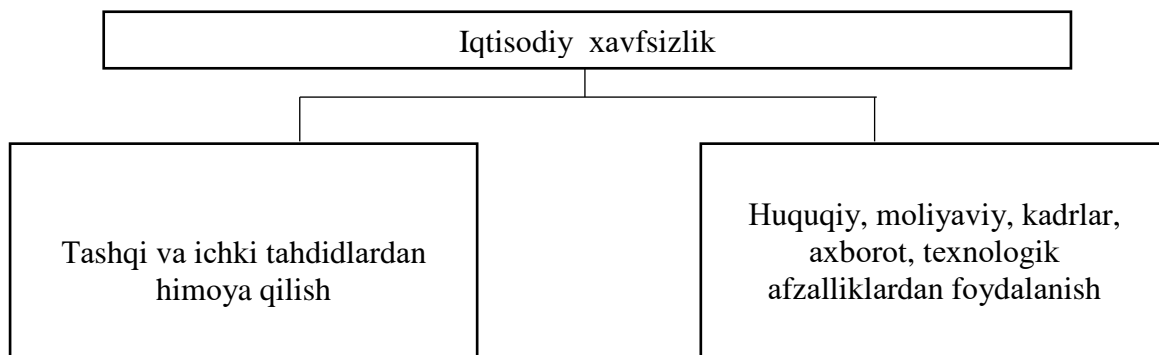 Iqtisodiy xavfsizlik
Tashqi va ichki tahdidlardan
himoya qilish
Huquqiy, moliyaviy, kadrlar,
axborot, texnologik
afzalliklardan foydalanish